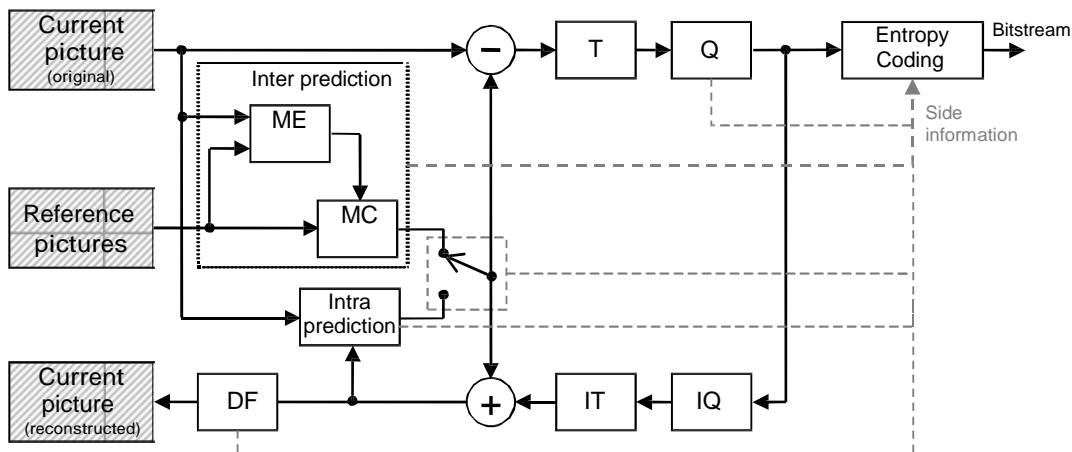 Current
picture
(original)
−
T
Q
Entropy
Coding
Bitstream
Inter prediction
ME
Side
information
Reference
pictures
MC
Intra
prediction
Current
picture
(reconstructed)
DF
+
IT
IQ